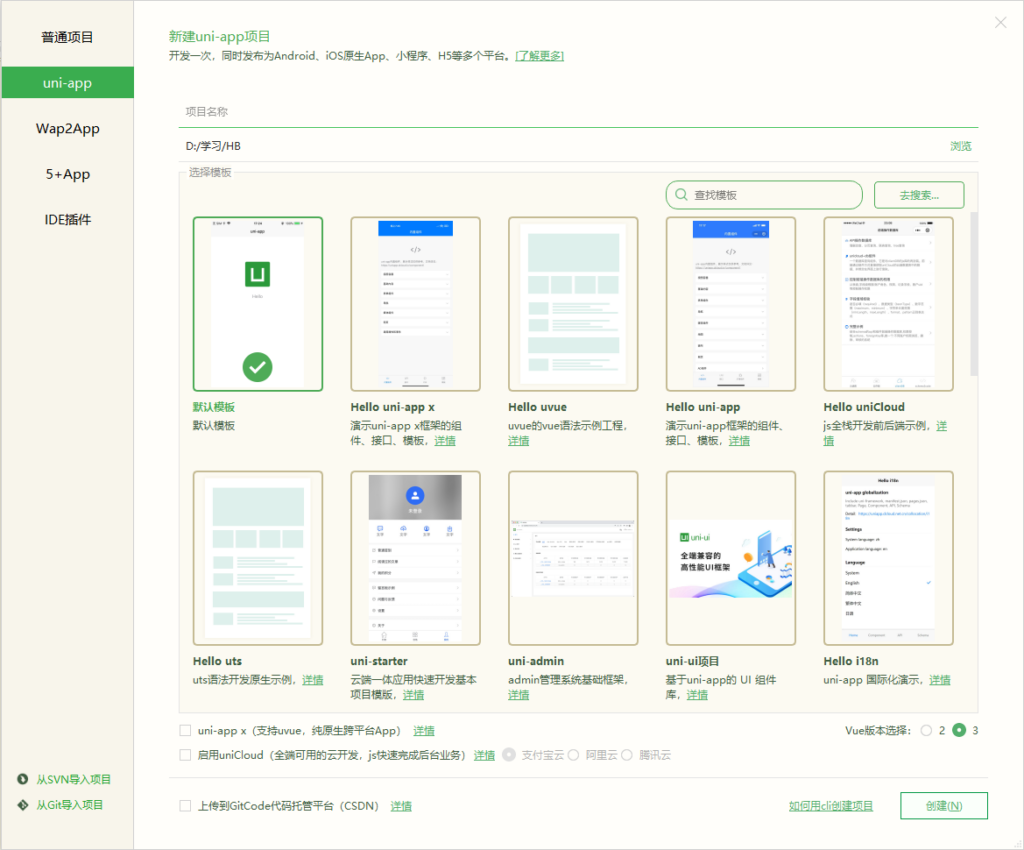 普通项目
uni-app
Wap2App
5+App
IDE插件
从SVN导入项目
从Git导入项目
新建uni-app项目
开发一次，同时发布为Android、iOS原生App、小程序、H5等多个平台。[了解更多]
项目名称
D:/学习/HB
浏览
选择模板
查找模板
去搜索...
默认模板
默认模板
Hello uni-app x
演示uni-app x框架的组
件、接口、模板，详情
Hello uvue
uvue的vue语法示例工程，
详情
Hello uni-app
演示uni-app框架的组件、
接口、模板，详情
Hello uniCloud
js全栈开发前后端示例，详
情
uni-ui
全端兼容的
高性能UI框架
Hello i18n
uni-app globalization
Settings
Language
System
English
Hello uts
uts语法开发原生示例，详情
uni-starter
云端一体应用快速开发基本
项目模版，详情
uni-admin
admin管理系统基础框架，
详情
uni-ui项目
基于uni-app的 UI 组件
库，详情
Hello i18n
uni-app 国际化演示，详情
uni-app x（支持uvue，纯原生跨平台App） 详情
Vue版本选择： 2 3
启用uniCloud（全端可用的云开发，js快速完成后台业务） 详情 支付宝云 阿里云 腾讯云
上传到GitCode代码托管平台（CSDN） 详情
如何用cli创建项目
创建(N)